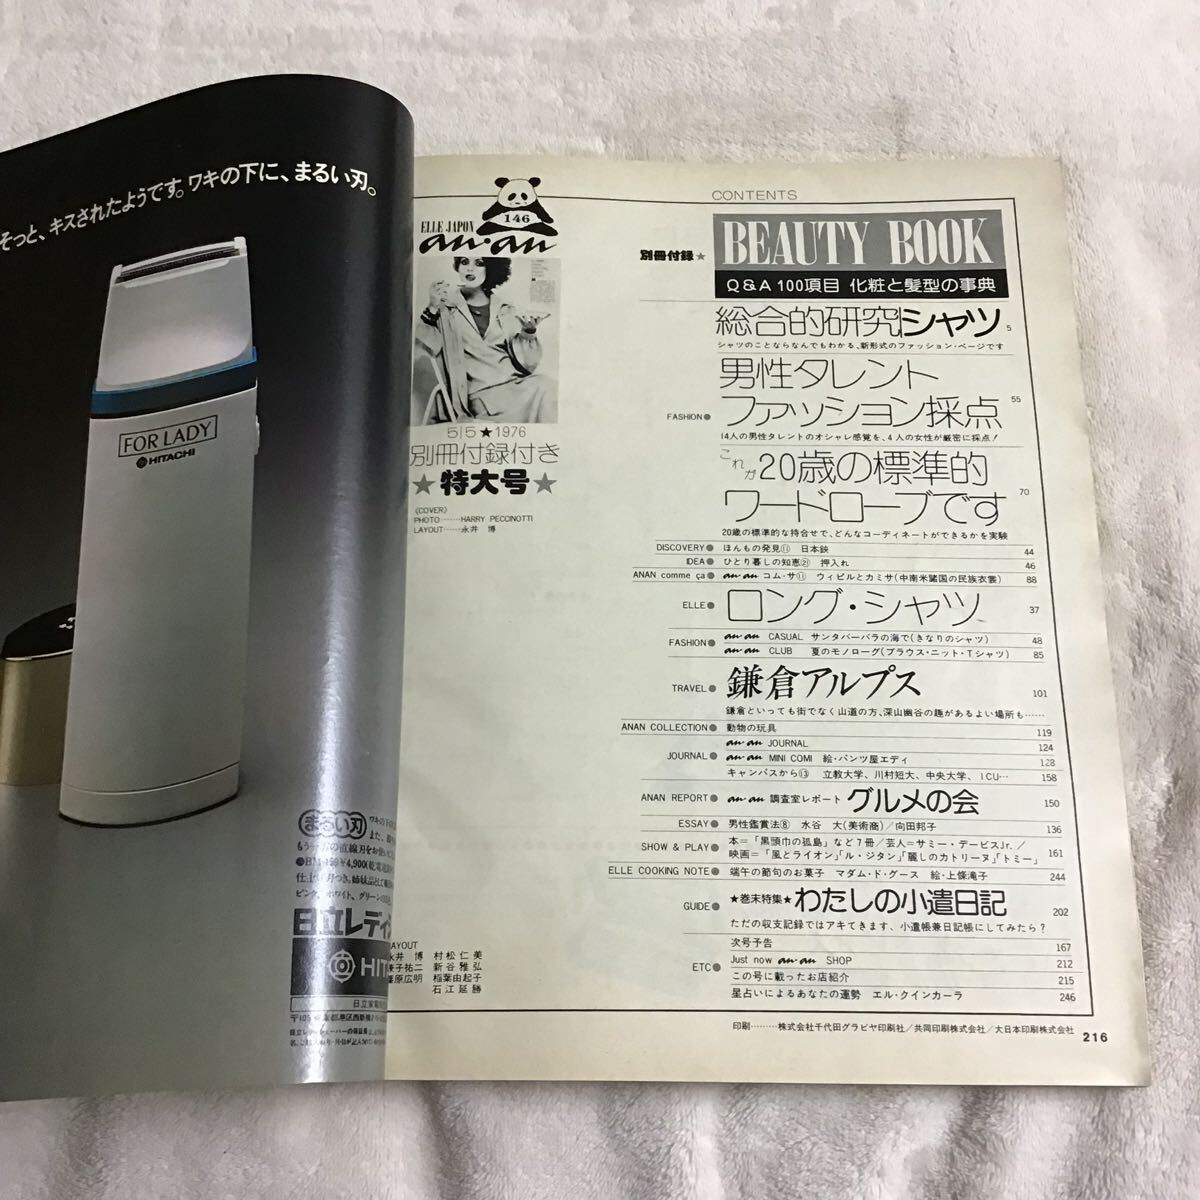 そっと、キスされたようです。ワキの下に、まるい刃。
FOR LADY
HITACHI
まるい刃
日立レディ
HIT
CONTENTS
146
ELLE JAPON
an・an
5|5★1976
別冊付録付き
★特大号★
〈COVER〉
PHOTO……HARRY PECCINOTTI
LAYOUT……永井 博
別冊付録★
BEAUTY BOOK
Q&A 100項目 化粧と髪型の事典
総合的研究|シャツ 5
シャツのことならなんでもわかる、新形式のファッション・ページです
FASHION●
男性タレント
ファッション採点 55
14人の男性タレントのオシャレ感覚を、4人の女性が厳密に採点!
これが20歳の標準的
ワードローブです 70
20歳の標準的な持合せで、どんなコーディネートができるかを実験
DISCOVERY● ほんもの発見⑪ 日本鋏 44
IDEA● ひとり暮しの知恵㉑ 押入れ 46
ANAN comme ça● an・an コム・サ⑪ ウィピルとカミサ(中南米諸国の民族衣裳) 88
ELLE● ロング・シャツ 37
FASHION● an・an CASUAL サンタバーバラの海で(きなりのシャツ) 48
an・an CLUB 夏のモノローグ(ブラウス・ニット・Tシャツ) 85
TRAVEL● 鎌倉アルプス 101
鎌倉といっても街でなく山道の方、深山幽谷の趣があるよい場所も……
ANAN COLLECTION● 動物の玩具 119
JOURNAL● an・an JOURNAL 124
an・an MINI COMI 絵・パンツ屋エディ 128
キャンパスから⑬ 立教大学、川村短大、中央大学、ICU… 158
ANAN REPORT● an・an 調査室レポート グルメの会 150
ESSAY● 男性鑑賞法⑧ 水谷 大(美術商)/向田邦子 136
SHOW & PLAY● 本=「黒頭巾の孤島」など7冊/芸人=サミー・デービスJr./
映画=「風とライオン」「ル・ジタン」「麗しのカトリーヌ」「トミー」 161
ELLE COOKING NOTE● 端午の節句のお菓子 マダム・ド・グース 絵・上條滝子 244
GUIDE● ★巻末特集★わたしの小遣日記 202
ただの収支記録ではアキてきます、小遣帳兼日記帳にしてみたら?
ETC● 次号予告 167
Just now an・an SHOP 212
この号に載ったお店紹介 215
星占いによるあなたの運勢 エル・クインカーラ 246
LAYOUT
永井 博 村松仁美
金子祐二 新谷雅弘
篠原広明 稲葉由起子
石江延勝
印刷………株式会社千代田グラビヤ印刷社/共同印刷株式会社/大日本印刷株式会社
216